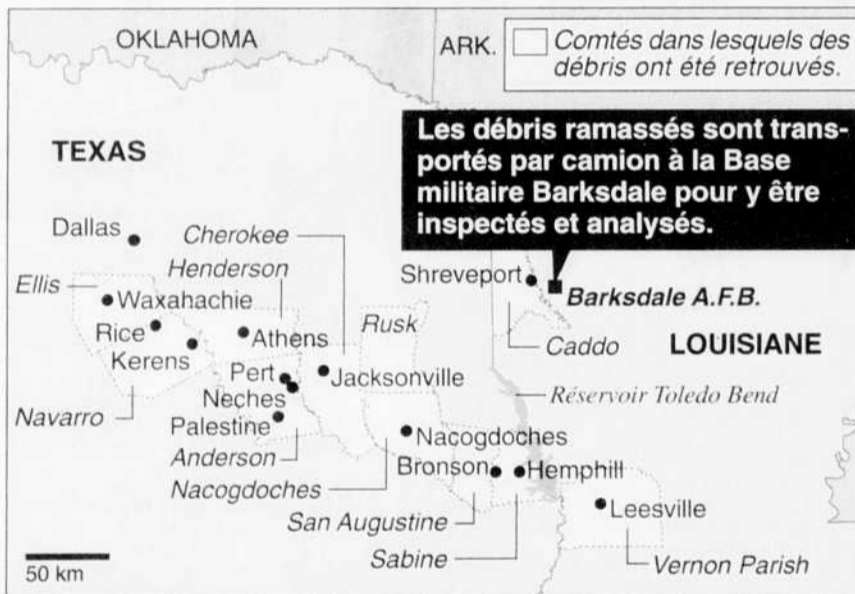 OKLAHOMA
ARK.
Comtés dans lesquels des
débris ont été retrouvés.
TEXAS
Les débris ramassés sont trans-
portés par camion à la Base
militaire Barksdale pour y être
inspectés et analysés.
Dallas
Cherokee
Henderson
Shreveport
Ellis
Waxahachie
Barksdale A.F.B.
Rice
Athens
Rusk
Kerens
Caddo
LOUISIANE
Pert
Jacksonville
Neches
Réservoir Toledo Bend
Navarro
Palestine
Anderson
Nacogdoches
Nacogdoches
Bronson
Hemphill
San Augustine
Leesville
Sabine
Vernon Parish
50 km